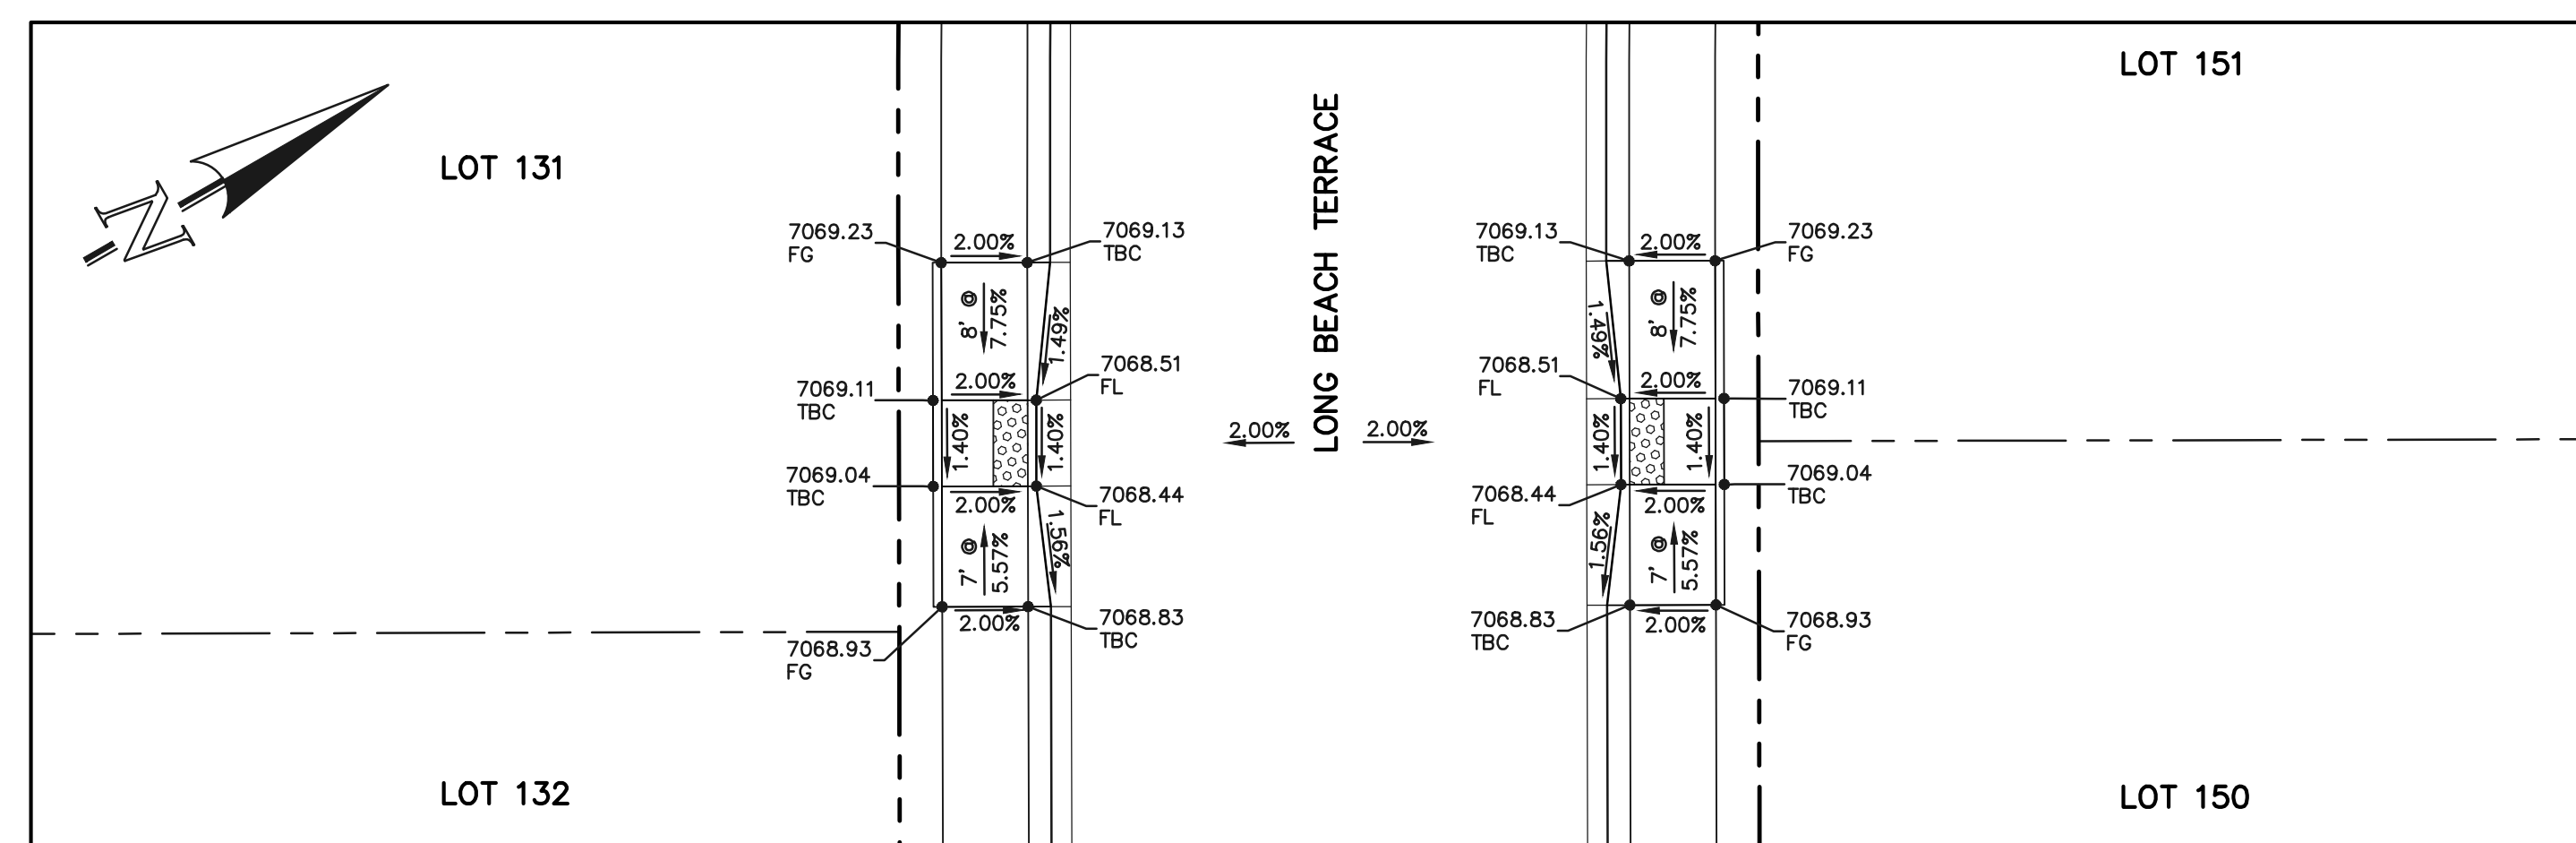 LOT 151
LOT 131
N
LONG BEACH TERRACE
7069.23
FG
2.00%
7069.13
TBC
8' @
7.75%
1.49%
7069.11
TBC
2.00%
7068.51
FL
1.40%
1.40%
7069.04
TBC
2.00%
7068.44
FL
7' @
5.57%
1.56%
7068.93
FG
2.00%
7068.83
TBC
2.00%
2.00%
7069.13
TBC
2.00%
7069.23
FG
1.49%
8' @
7.75%
7068.51
FL
2.00%
7069.11
TBC
1.40%
1.40%
7068.44
FL
2.00%
7069.04
TBC
1.56%
7' @
5.57%
7068.83
TBC
2.00%
7068.93
FG
LOT 132
LOT 150